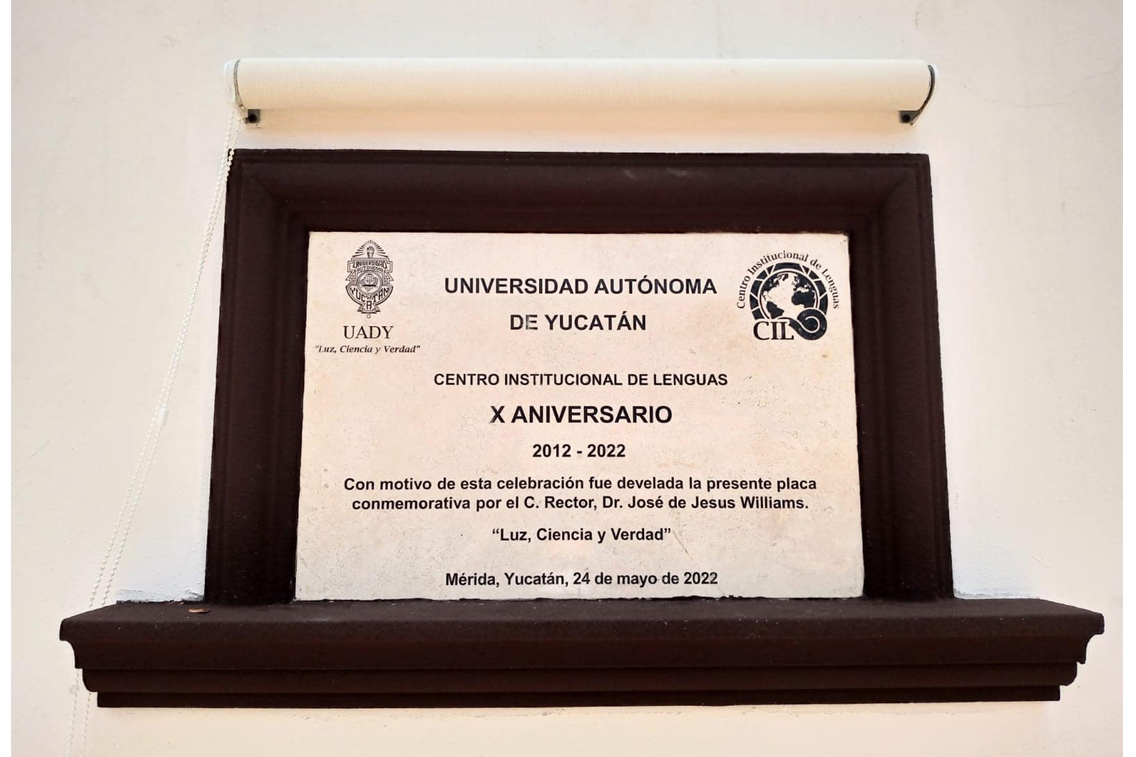 UNIVERSIDAD
YUCATAN
UADY
"Luz, Ciencia y Verdad"
Centro Institucional de Lenguas
CIL
UNIVERSIDAD AUTÓNOMA
DE YUCATÁN
CENTRO INSTITUCIONAL DE LENGUAS
X ANIVERSARIO
2012 - 2022
Con motivo de esta celebración fue develada la presente placa
conmemorativa por el C. Rector, Dr. José de Jesus Williams.
“Luz, Ciencia y Verdad”
Mérida, Yucatán, 24 de mayo de 2022